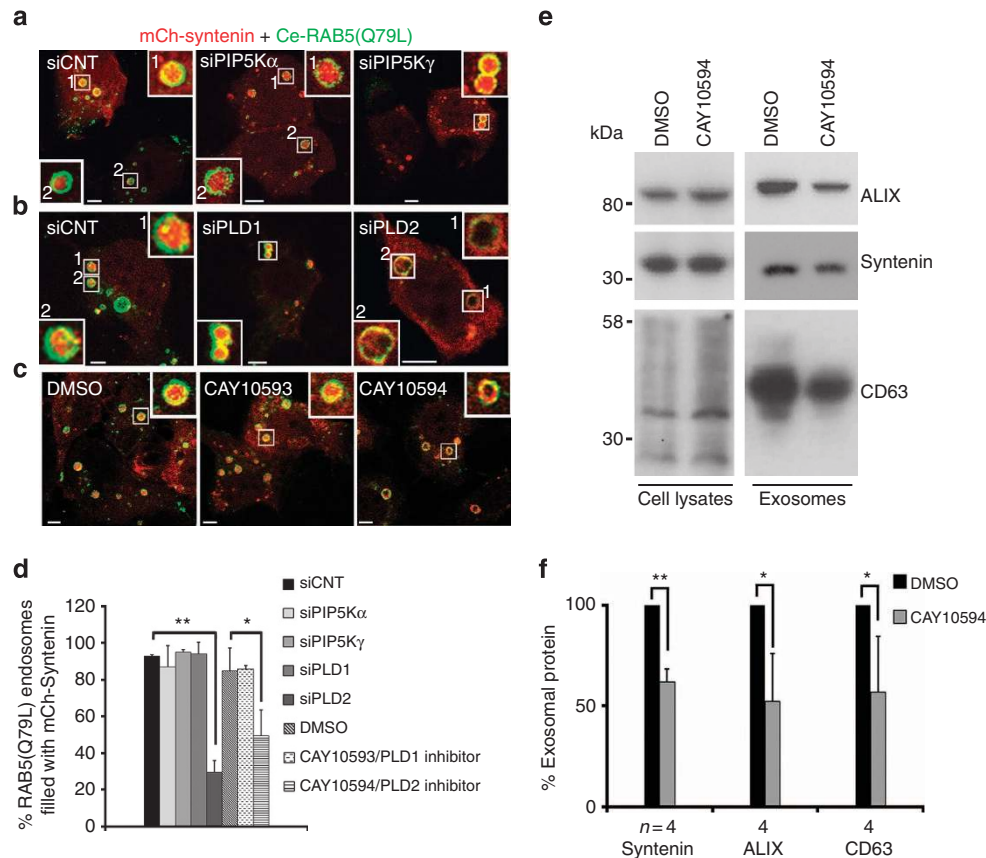 a
mCh-syntenin + Ce-RAB5(Q79L)
siCNT
1
1
2
2
siPIP5Kα
1
1
2
2
siPIP5Kγ
b
siCNT
1
1
2
2
siPLD1
siPLD2
1
2
1
2
c
DMSO
CAY10593
CAY10594
d
% RAB5(Q79L) endosomes
filled with mCh-Syntenin
120
100
80
60
40
20
0
**
*
siCNT
siPIP5Kα
siPIP5Kγ
siPLD1
siPLD2
DMSO
CAY10593/PLD1 inhibitor
CAY10594/PLD2 inhibitor
e
kDa
DMSO
CAY10594
DMSO
CAY10594
80
ALIX
30
Syntenin
58
30
CD63
Cell lysates
Exosomes
f
% Exosomal protein
100
50
0
**
*
*
DMSO
CAY10594
n = 4
4
4
Syntenin
ALIX
CD63